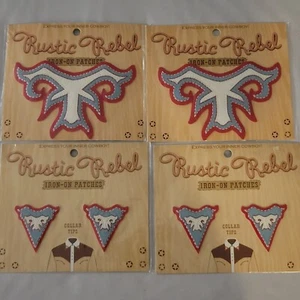 Rustic Rebel
IRON-ON PATCHES
Rustic Rebel
IRON-ON PATCHES
Rustic Rebel
IRON-ON PATCHES
COLLAR
TIPS
Rustic Rebel
IRON-ON PATCHES
COLLAR
TIPS